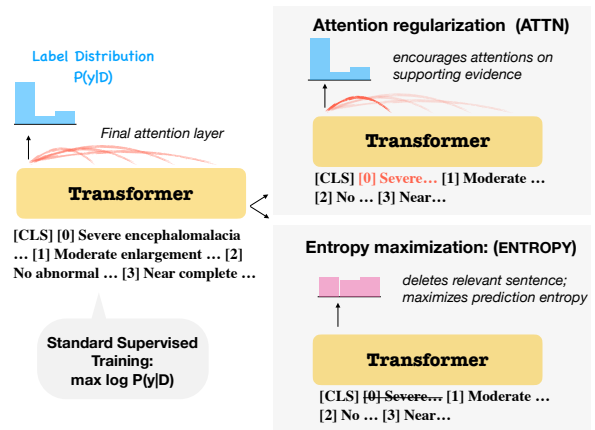 Label Distribution
P(y|D)
Final attention layer
Transformer
[CLS] [0] Severe encephalomalacia
… [1] Moderate enlargement … [2]
No abnormal … [3] Near complete …
Standard Supervised
Training:
max log P(y|D)
Attention regularization (ATTN)
encourages attentions on
supporting evidence
Transformer
[CLS] [0] Severe… [1] Moderate …
[2] No … [3] Near…
Entropy maximization: (ENTROPY)
deletes relevant sentence;
maximizes prediction entropy
Transformer
[CLS] [0] Severe… [1] Moderate …
[2] No … [3] Near…